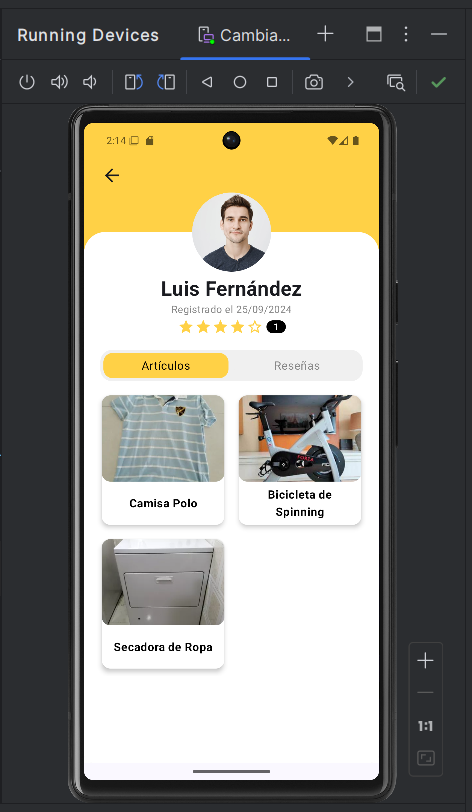 Running Devices
Cambia...
1:1
2:14
Luis Fernández
Registrado el 25/09/2024
1
Artículos
Reseñas
Camisa Polo
Bicicleta de
Spinning
Secadora de Ropa